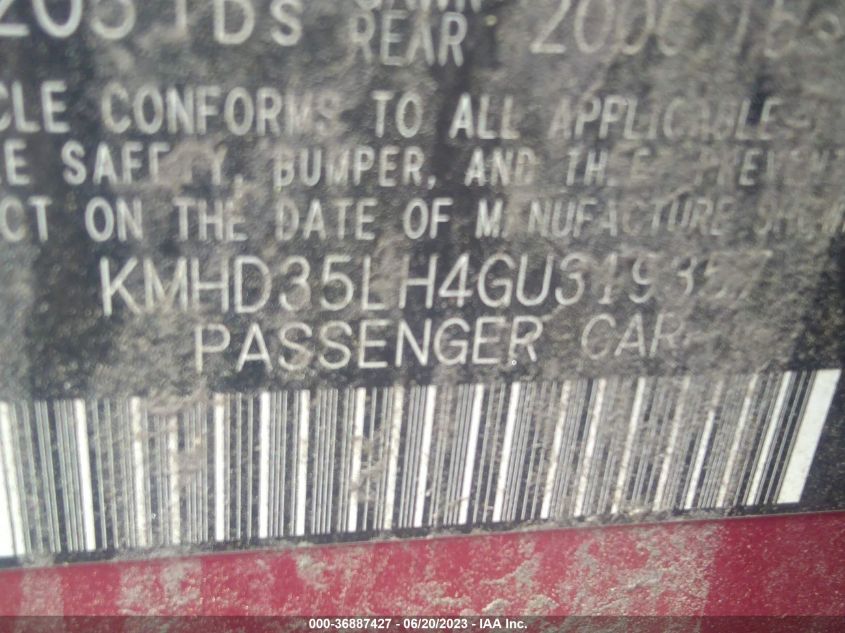 REAR
CLE CONFORMS TO ALL APPLICABLE
E SAFETY, BUMPER, AND THEFT PREVENT
CT ON THE DATE OF MANUFACTURE SHOWN
KMHD35LH4GU319357
PASSENGER CAR
000-36887427 - 06/20/2023 - IAA Inc.